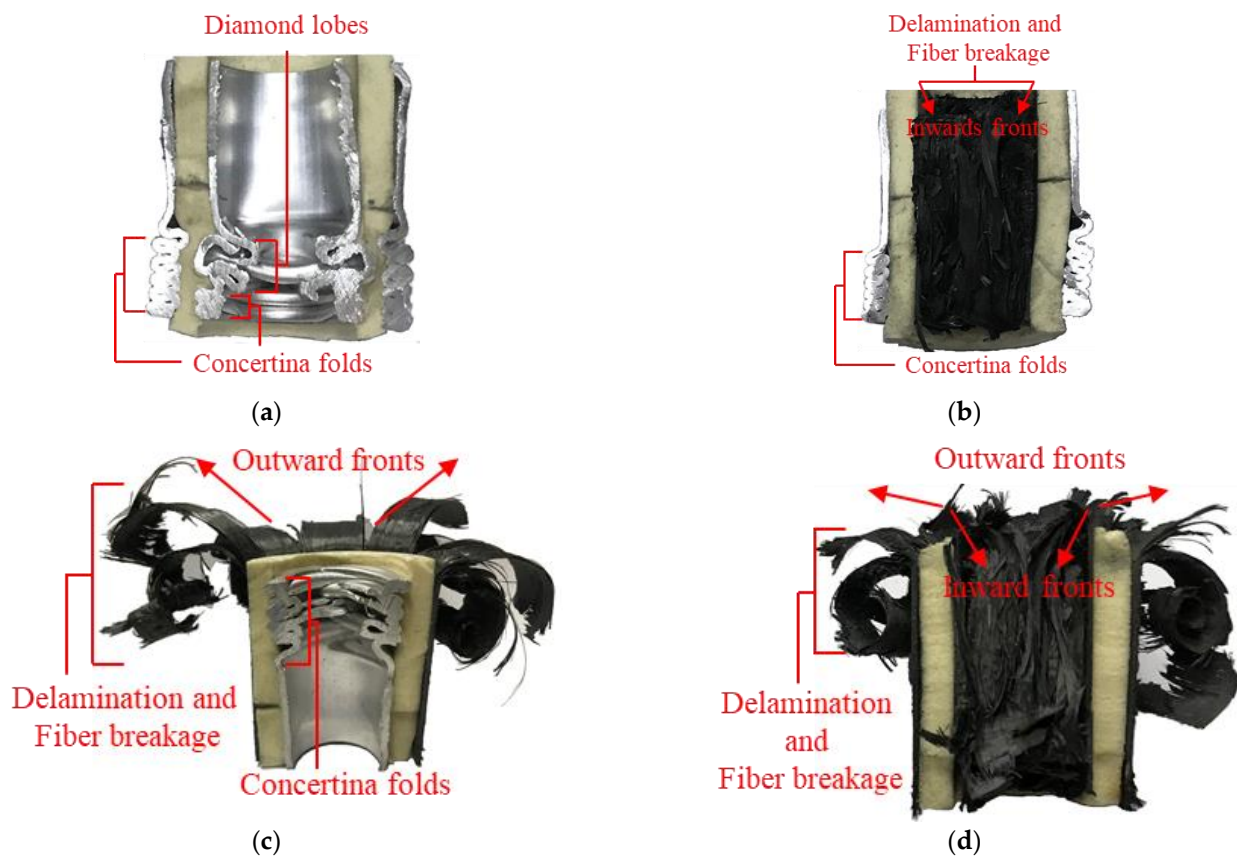 Diamond lobes
Concertina folds
(a)
Delamination and
Fiber breakage
Inwards fronts
Concertina folds
(b)
Outward fronts
Delamination and
Fiber breakage
Concertina folds
(c)
Outward fronts
Inward fronts
Delamination
and
Fiber breakage
(d)